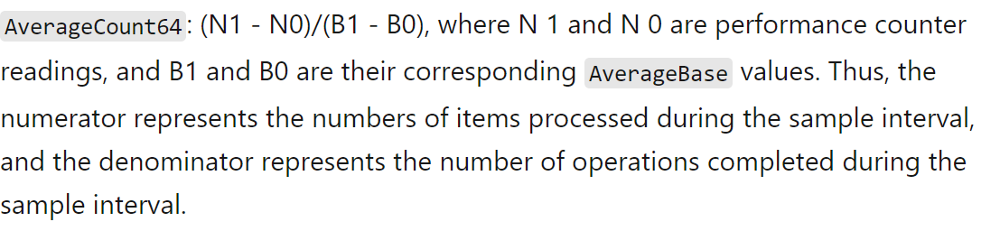 AverageCount64: (N1 - N0)/(B1 - B0), where N 1 and N 0 are performance counter
readings, and B1 and B0 are their corresponding AverageBase values. Thus, the
numerator represents the numbers of items processed during the sample interval,
and the denominator represents the number of operations completed during the
sample interval.